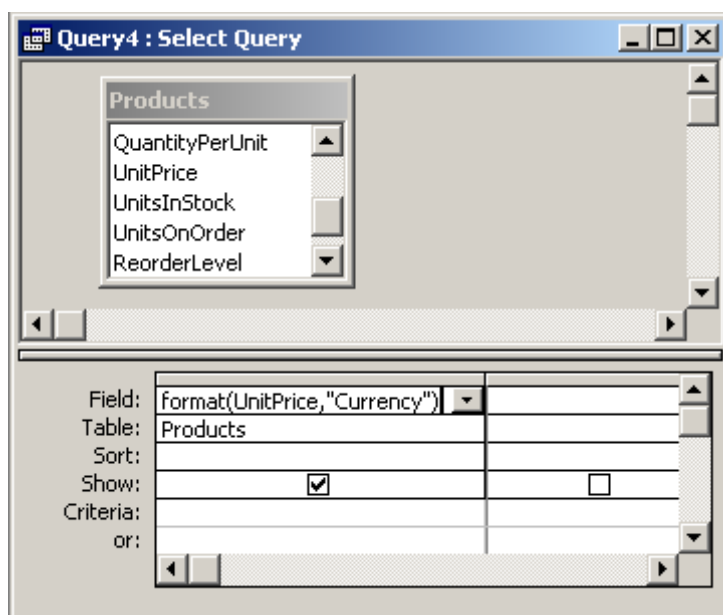 Query4 : Select Query
Products
QuantityPerUnit
UnitPrice
UnitsInStock
UnitsOnOrder
ReorderLevel
Field: format(UnitPrice,"Currency")
Table: Products
Sort:
Show:
Criteria:
or: